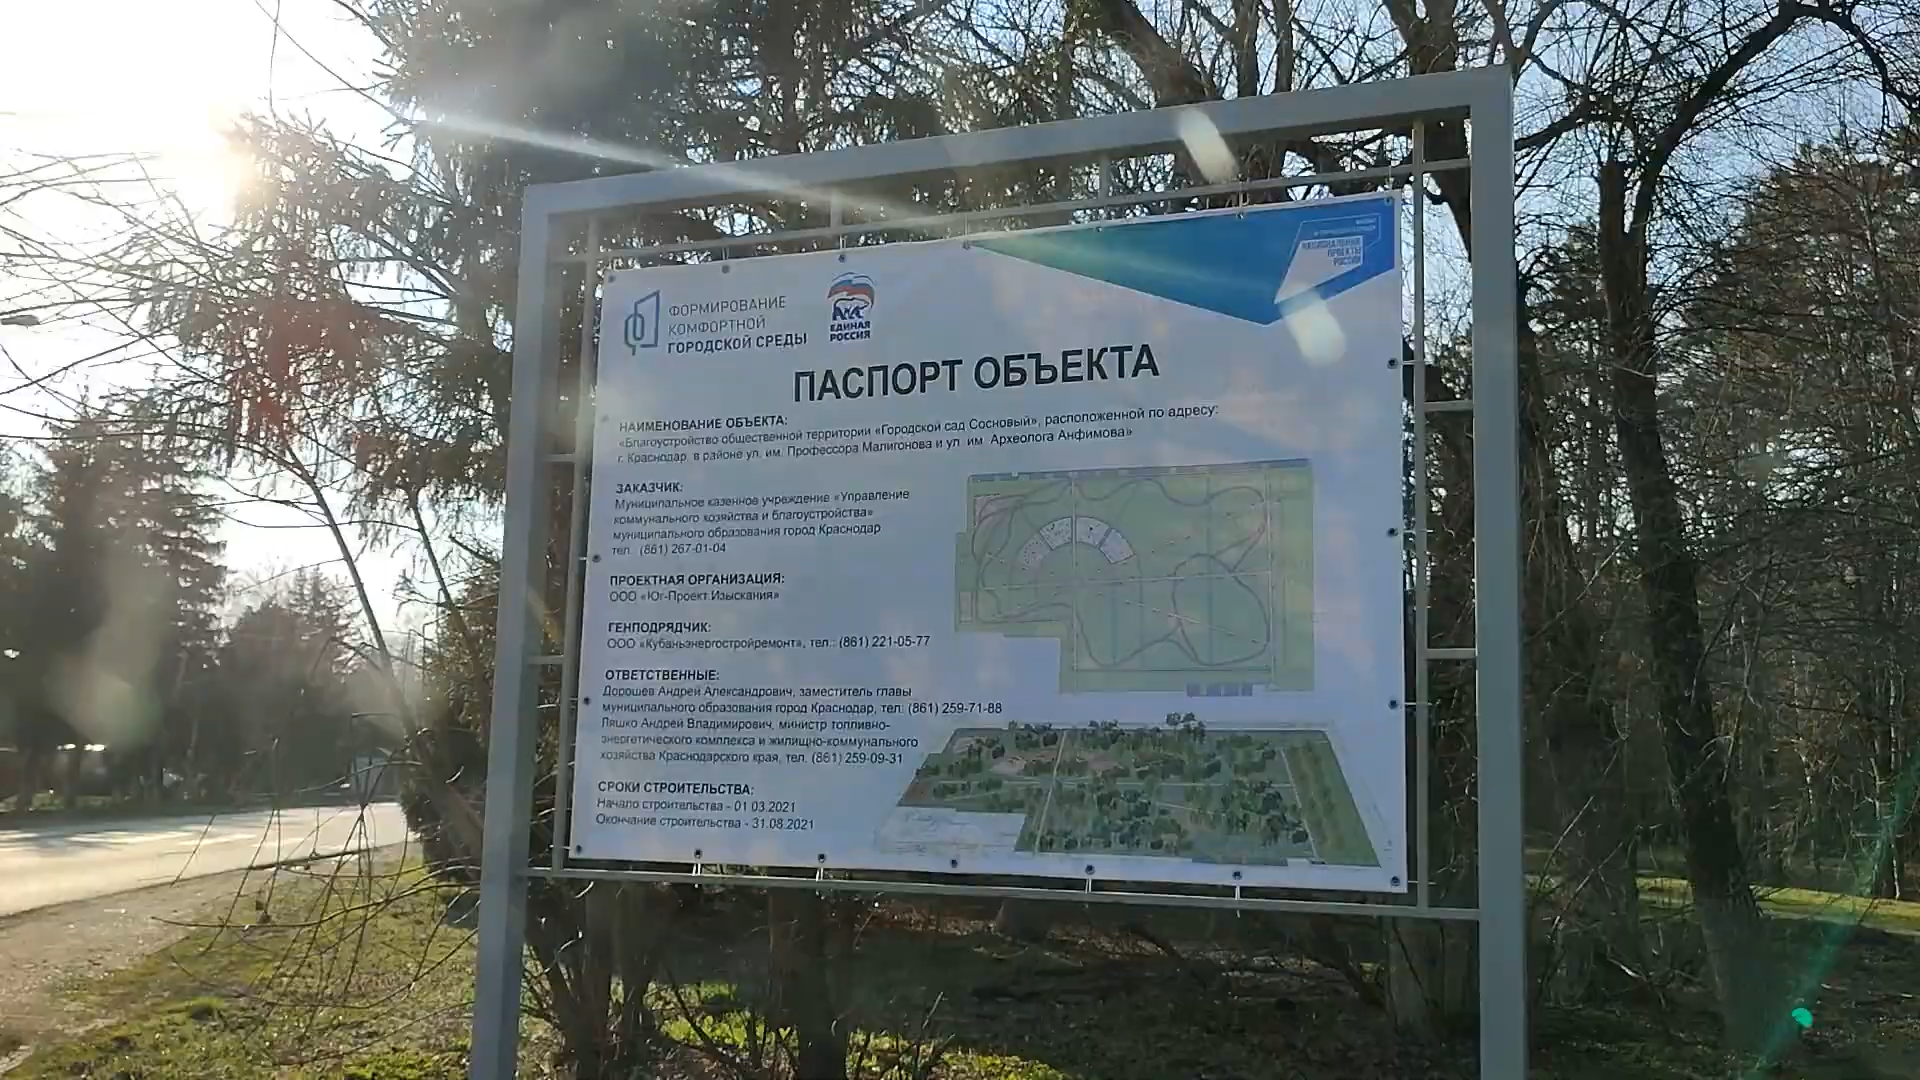 ФОРМИРОВАНИЕ
КОМФОРТНОЙ
ГОРОДСКОЙ СРЕДЫ
ЕДИНАЯ
РОССИЯ
НАЦИОНАЛЬНЫЕ
ПРОЕКТЫ
РОССИИ
ПАСПОРТ ОБЪЕКТА
НАИМЕНОВАНИЕ ОБЪЕКТА:
«Благоустройство общественной территории «Городской сад Сосновый», расположенной по адресу:
г. Краснодар, в районе ул. им. Профессора Малигонова и ул. им. Археолога Анфимова»
ЗАКАЗЧИК:
Муниципальное казенное учреждение «Управление
коммунального хозяйства и благоустройства»
муниципального образования город Краснодар
тел.: (861) 267-01-04
ПРОЕКТНАЯ ОРГАНИЗАЦИЯ:
ООО «Юг-Проект.Изыскания»
ГЕНПОДРЯДЧИК:
ООО «Кубаньэнергостройремонт», тел.: (861) 221-05-77
ОТВЕТСТВЕННЫЕ:
Дорошев Андрей Александрович, заместитель главы
муниципального образования город Краснодар, тел: (861) 259-71-88
Ляшко Андрей Владимирович, министр топливно-
энергетического комплекса и жилищно-коммунального
хозяйства Краснодарского края, тел. (861) 259-09-31
СРОКИ СТРОИТЕЛЬСТВА:
Начало строительства - 01.03.2021
Окончание строительства - 31.08.2021